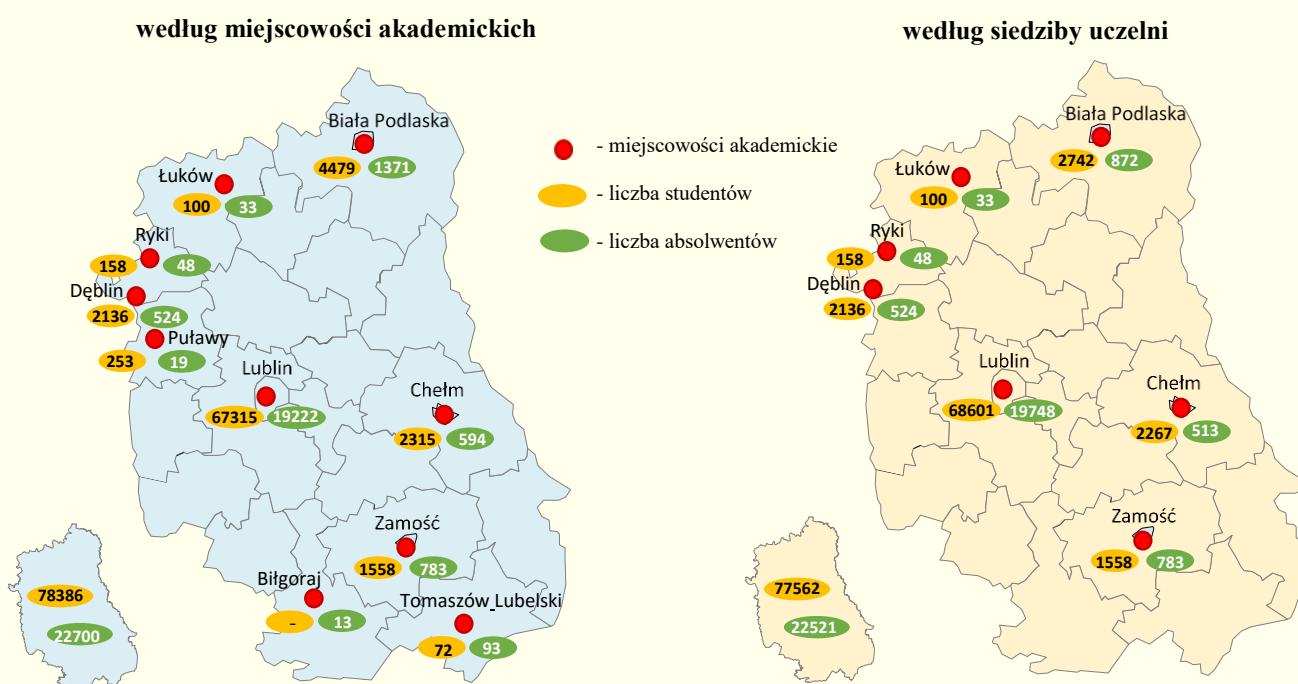 według miejscowości akademickich
według siedziby uczelni
- miejscowości akademickie
- liczba studentów
- liczba absolwentów
Biała Podlaska
4479 1371
Łuków
100 33
Ryki
158 48
Dęblin
2136 524
Puławy
253 19
Lublin
67315 19222
Chełm
2315 594
Zamość
1558 783
Biłgoraj
- 13
Tomaszów_Lubelski
72 93
78386
22700
Biała Podlaska
2742 872
Łuków
100 33
Ryki
158 48
Dęblin
2136 524
Lublin
68601 19748
Chełm
2267 513
Zamość
1558 783
77562
22521